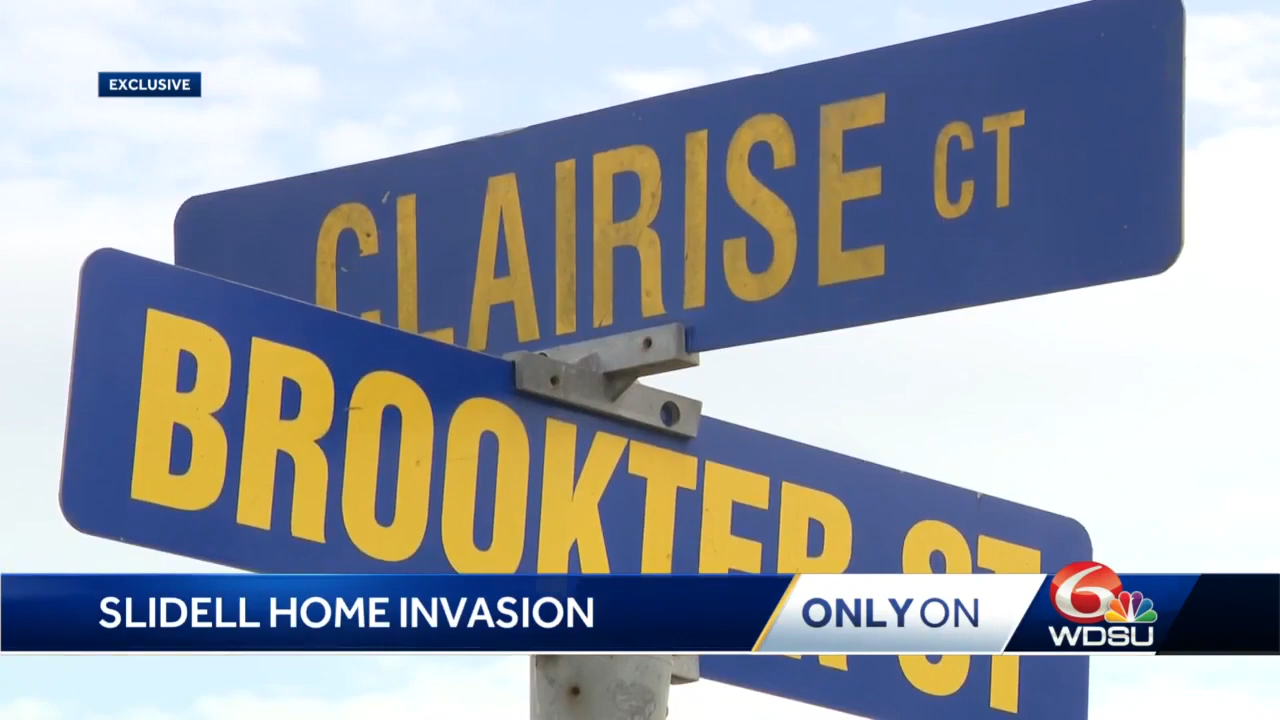 EXCLUSIVE
CLAIRISE CT
BROOKTER ST
SLIDELL HOME INVASION
ONLY ON
6
WDSU